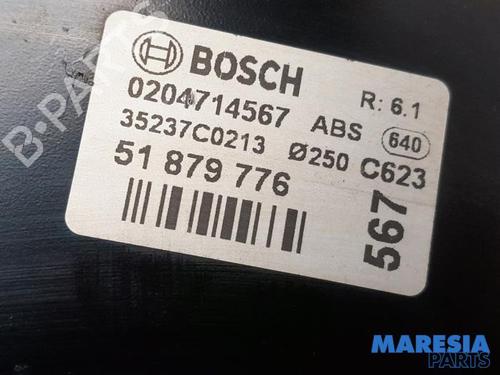 BOSCH
R: 6.1
0204714567 ABS 640
35237C0213 Ø250 C623
51 879 776
567
MARESIA
PARTS
B-PARTS